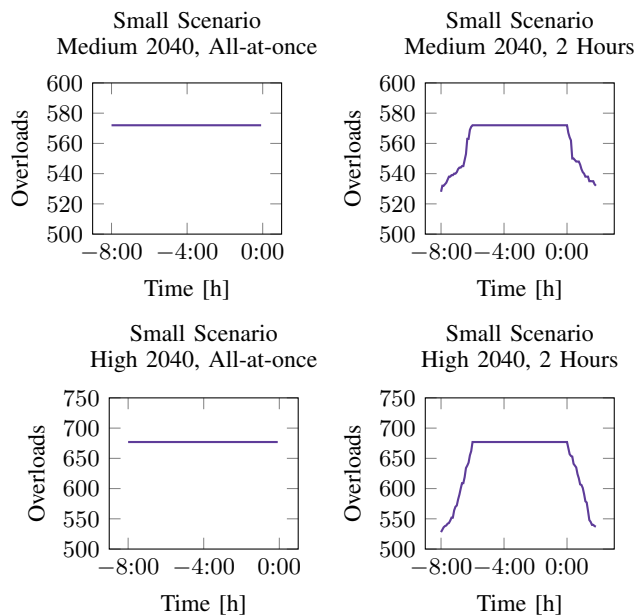 Small Scenario
Medium 2040, All-at-once
600
580
560
540
520
500
Overloads
−8:00 −4:00 0:00
Time [h]
Small Scenario
Medium 2040, 2 Hours
600
580
560
540
520
500
Overloads
−8:00 −4:00 0:00
Time [h]
Small Scenario
High 2040, All-at-once
750
700
650
600
550
500
Overloads
−8:00 −4:00 0:00
Time [h]
Small Scenario
High 2040, 2 Hours
750
700
650
600
550
500
Overloads
−8:00 −4:00 0:00
Time [h]